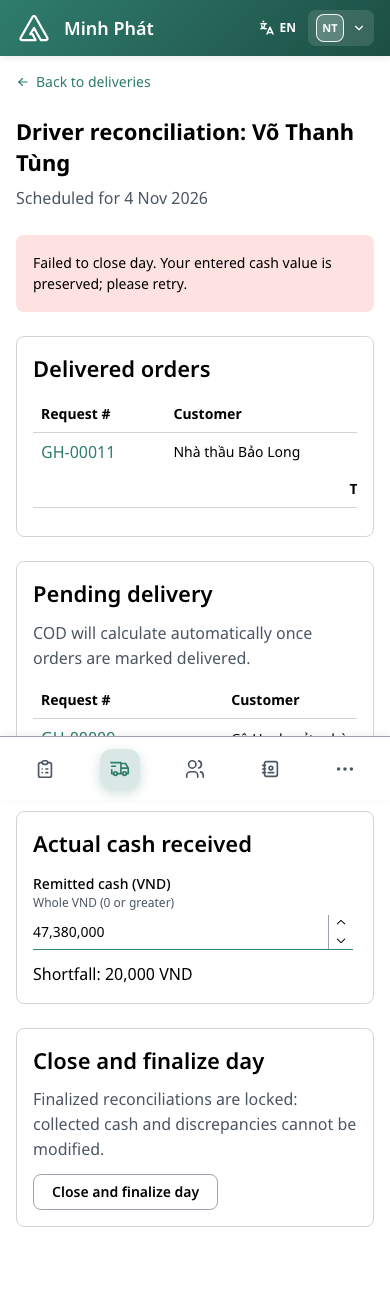 Minh Phát
EN
NT
Back to deliveries
Driver reconciliation: Võ Thanh
Tùng
Scheduled for 4 Nov 2026
Failed to close day. Your entered cash value is
preserved; please retry.
Delivered orders
Request # Customer
GH-00011 Nhà thầu Bảo Long
T
Pending delivery
COD will calculate automatically once
orders are marked delivered.
Request # Customer
Actual cash received
Remitted cash (VND)
Whole VND (0 or greater)
47,380,000
Shortfall: 20,000 VND
Close and finalize day
Finalized reconciliations are locked:
collected cash and discrepancies cannot be
modified.
Close and finalize day